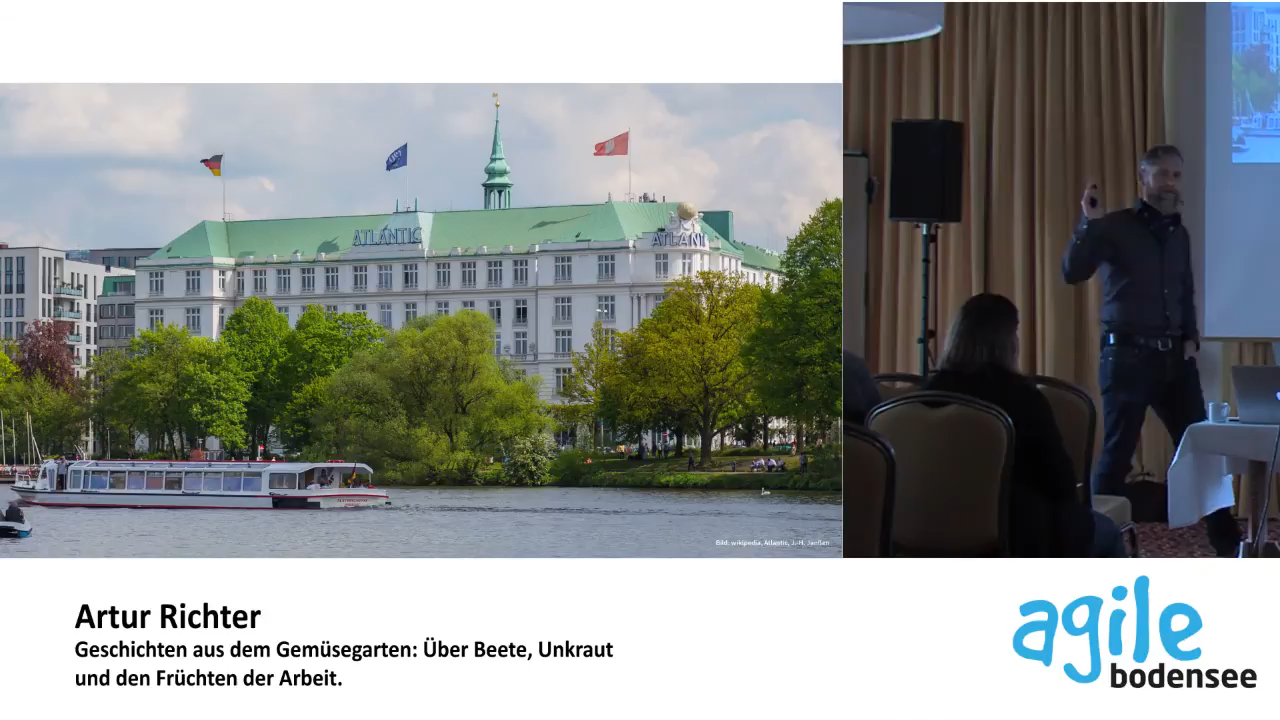 ATLANTIC
ATLANTIC
Bild: wikipedia, Atlantic, J.-H. Janßen
Artur Richter
Geschichten aus dem Gemüsegarten: Über Beete, Unkraut
und den Früchten der Arbeit.
agile
bodensee